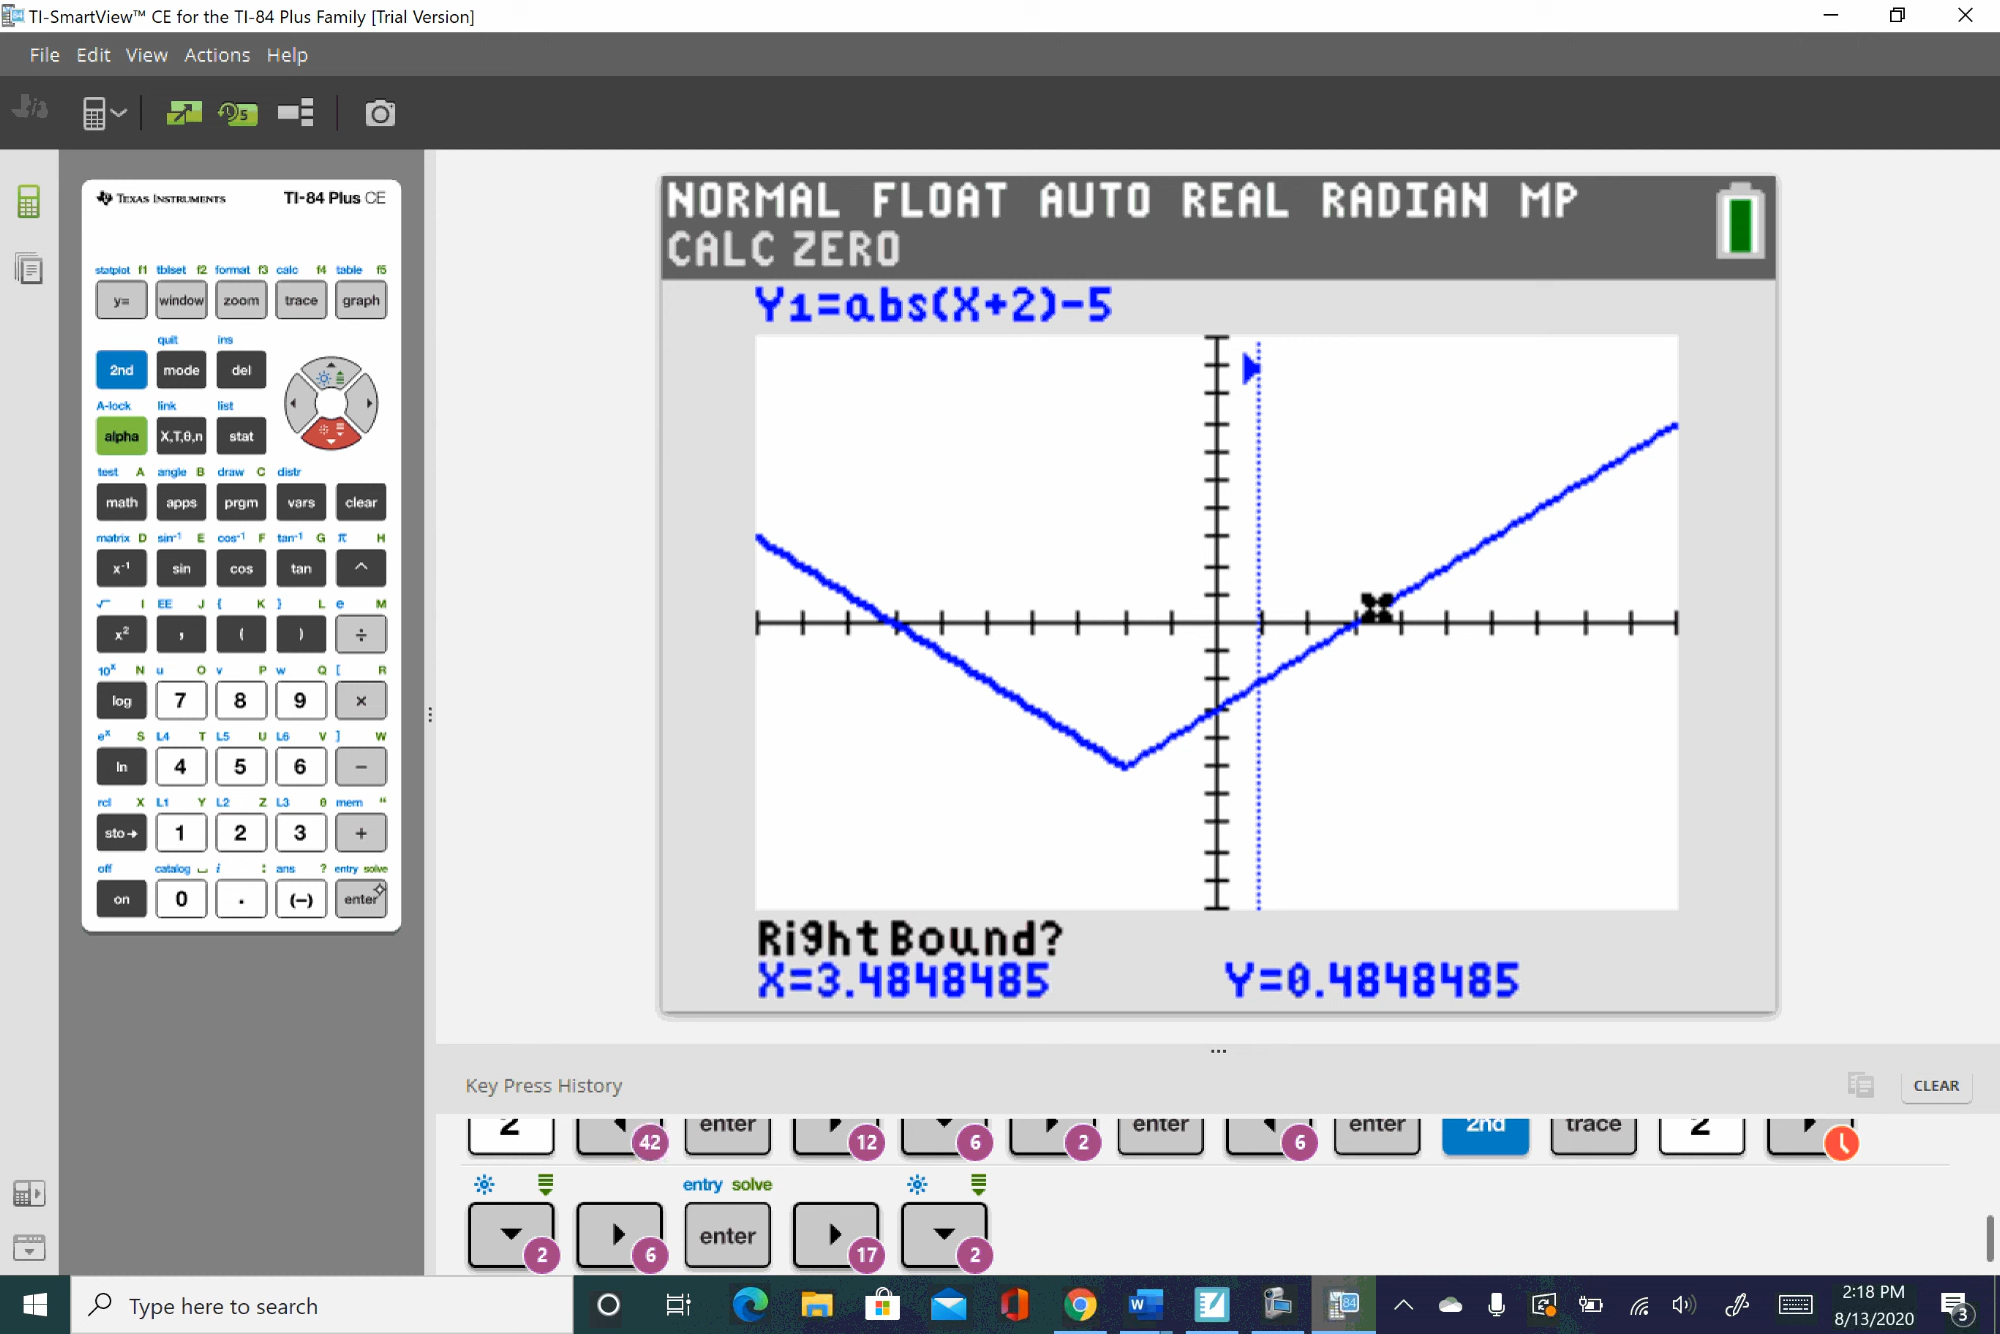 TI-SmartView™ CE for the TI-84 Plus Family [Trial Version]
File Edit View Actions Help
5
TEXAS INSTRUMENTS TI-84 Plus CE
statplot f1 tblset f2 format f3 calc f4 table f5
y= window zoom trace graph
quit ins
2nd mode del
A-lock link list
alpha X,T,θ,n stat
test A angle B draw C distr
math apps prgm vars clear
matrix D sin-1 E cos-1 F tan-1 G π H
x-1 sin cos tan ^
√ I EE J { K } L e M
x² , ( ) ÷
10x N u O v P w Q [ R
log 7 8 9 ×
ex S L4 T L5 U L6 V ] W
ln 4 5 6 −
rcl X L1 Y L2 Z L3 θ mem "
sto→ 1 2 3 +
off catalog ⎵ i : ans ? entry solve
on 0 . (−) enter
NORMAL FLOAT AUTO REAL RADIAN MP
CALC ZERO
Y1=abs(X+2)-5
Right Bound?
X=3.4848485 Y=0.4848485
Key Press History CLEAR
2 42 enter 12 6 2 enter 6 enter 2nd trace 2
entry solve
2 6 enter 17 2
Type here to search
84
2:18 PM
8/13/2020
3